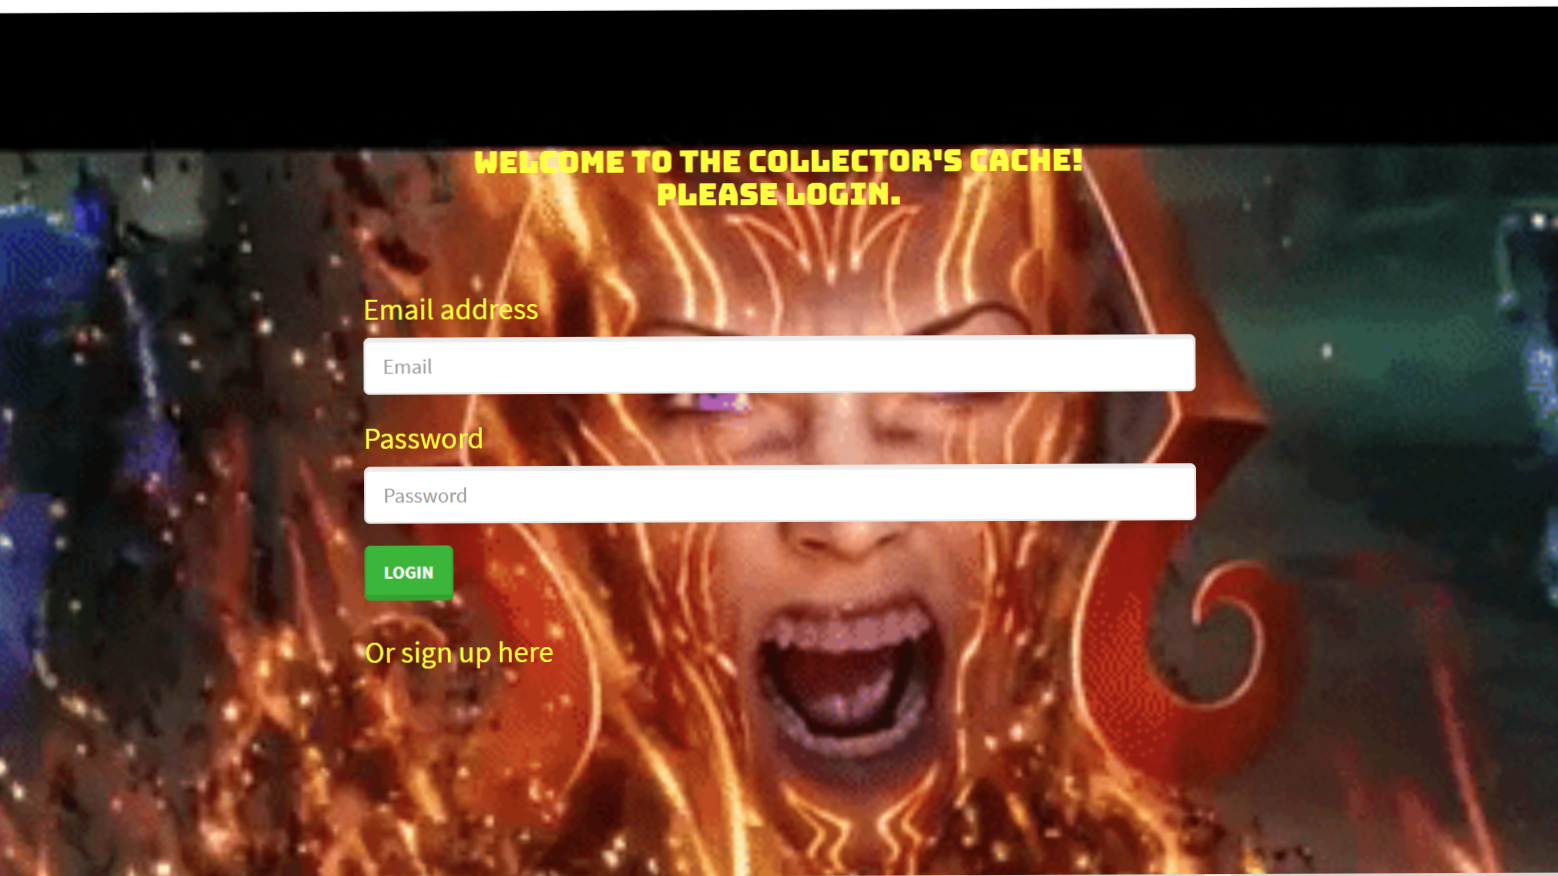 WELCOME TO THE COLLECTOR'S CACHE!
PLEASE LOGIN.
Email address
Email
Password
Password
LOGIN
Or sign up here